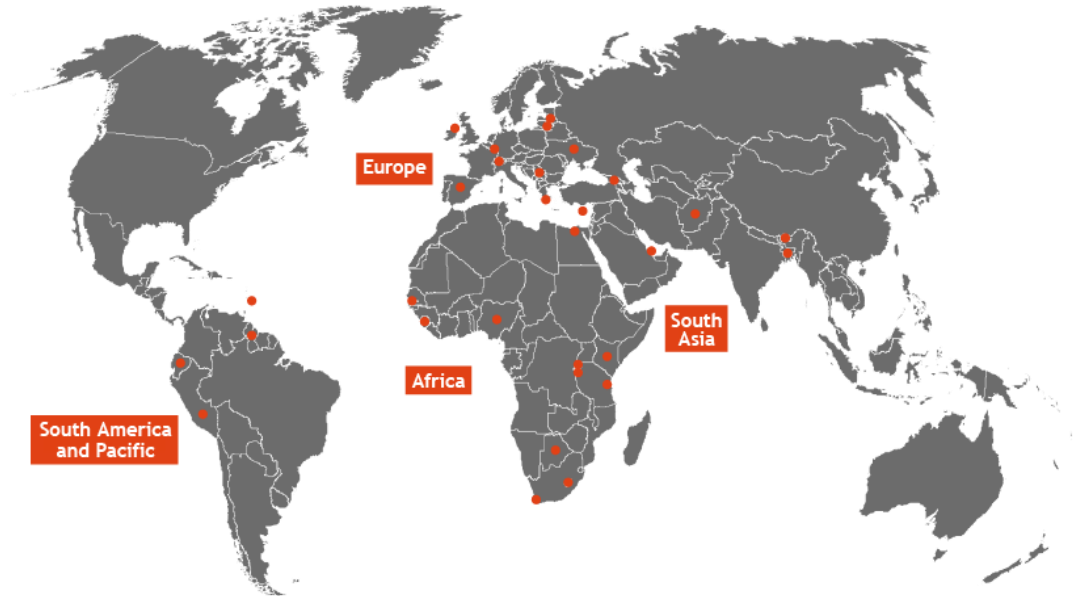 Europe
South
Asia
Africa
South America
and Pacific